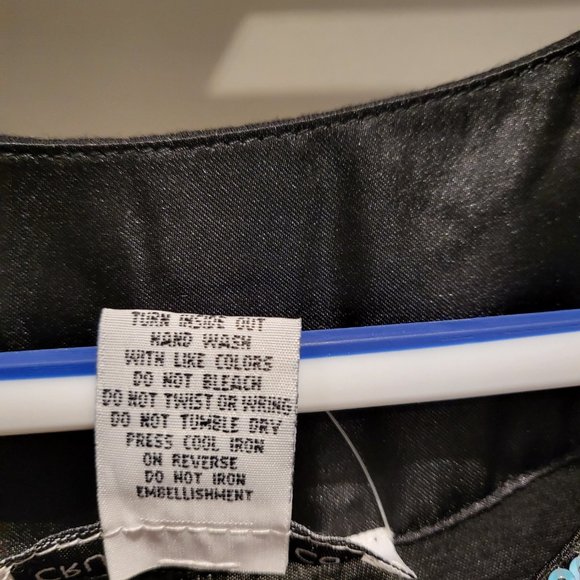 TURN INSIDE OUT
HAND WASH
WITH LIKE COLORS
DO NOT BLEACH
DO NOT TWIST OR WRING
DO NOT TUMBLE DRY
PRESS COOL IRON
ON REVERSE
DO NOT IRON
EMBELLISHMENT